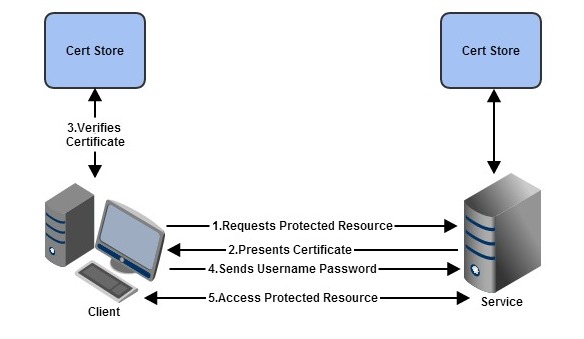 Cert Store
Cert Store
3.Verifies
Certificate
1.Requests Protected Resource
2.Presents Certificate
4.Sends Username Password
5.Access Protected Resource
Client
Service